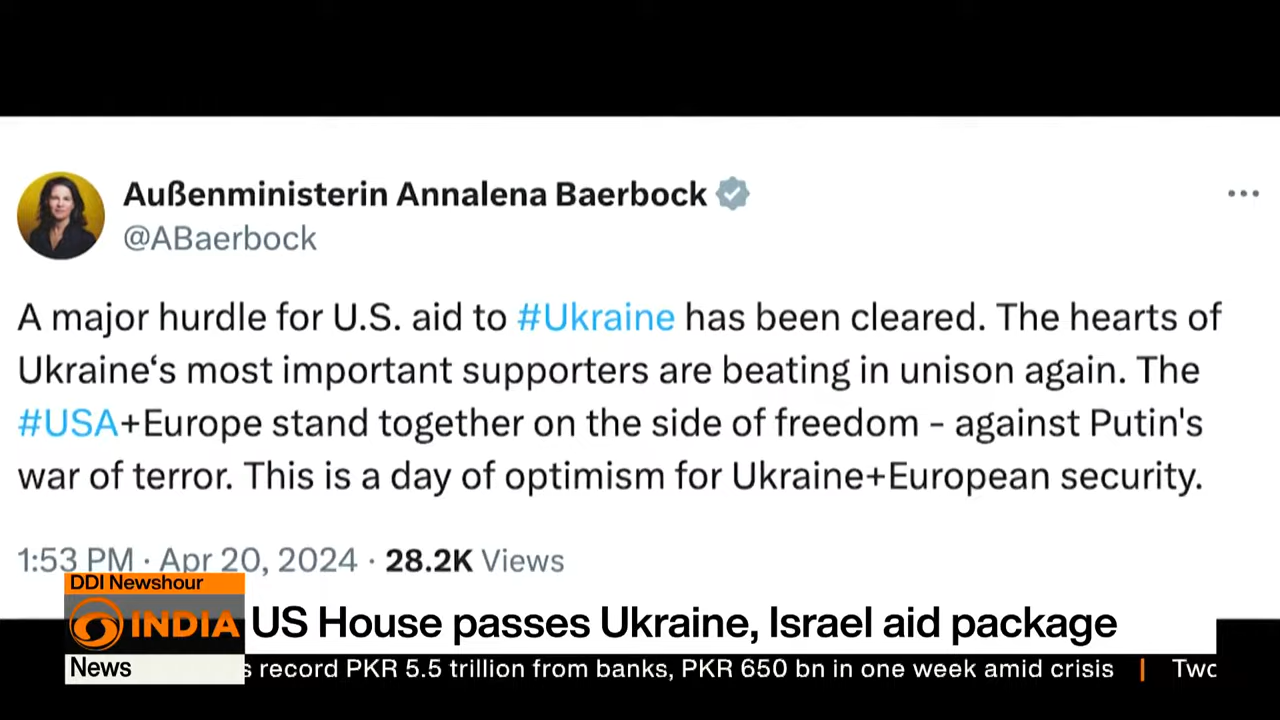 Außenministerin Annalena Baerbock
@ABaerbock
A major hurdle for U.S. aid to #Ukraine has been cleared. The hearts of
Ukraine‘s most important supporters are beating in unison again. The
#USA+Europe stand together on the side of freedom - against Putin's
war of terror. This is a day of optimism for Ukraine+European security.
1:53 PM · Apr 20, 2024 · 28.2K Views
DDI Newshour
INDIA
US House passes Ukraine, Israel aid package
News
s record PKR 5.5 trillion from banks, PKR 650 bn in one week amid crisis | Two